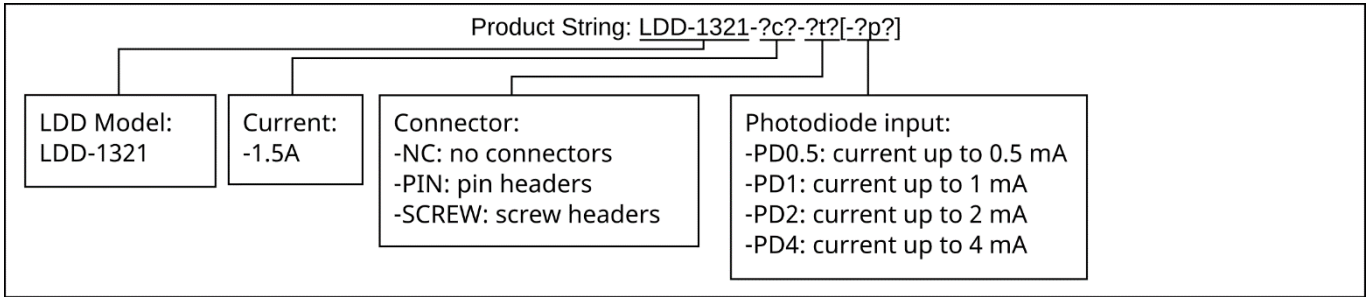 Product String: LDD-1321-?c?-?t?[-?p?]
LDD Model:
LDD-1321
Current:
-1.5A
Connector:
-NC: no connectors
-PIN: pin headers
-SCREW: screw headers
Photodiode input:
-PD0.5: current up to 0.5 mA
-PD1: current up to 1 mA
-PD2: current up to 2 mA
-PD4: current up to 4 mA